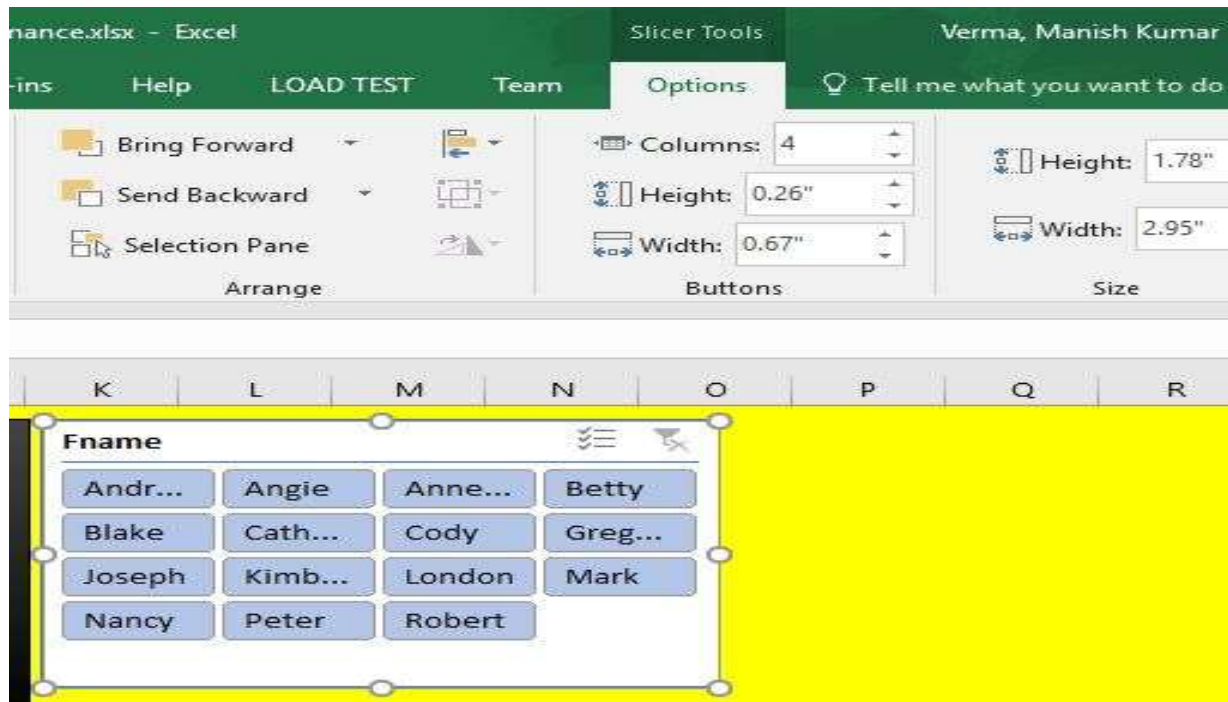 nance.xlsx - Excel Slicer Tools Verma, Manish Kumar
-ins Help LOAD TEST Team Options Tell me what you want to do
Bring Forward Columns: 4 Height: 1.78"
Send Backward Height: 0.26" Width: 2.95"
Selection Pane Width: 0.67"
Arrange Buttons Size
K L M N O P Q R
Fname
Andr... Angie Anne... Betty
Blake Cath... Cody Greg...
Joseph Kimb... London Mark
Nancy Peter Robert